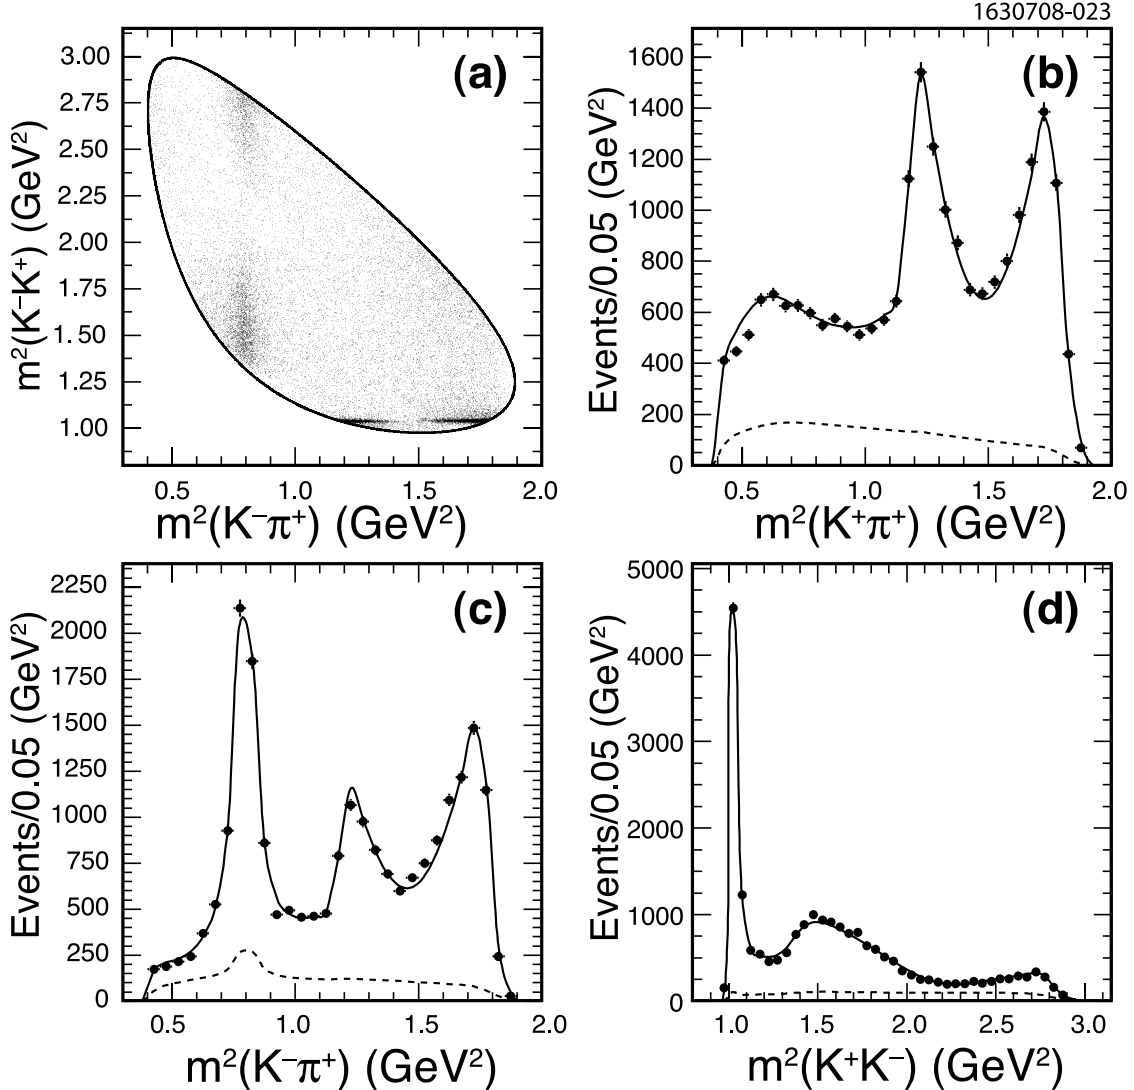 1630708-023
(a)
3.00
2.75
2.50
2.25
2.00
1.75
1.50
1.25
1.00
m²(K⁻K⁺) (GeV²)
0.5 1.0 1.5 2.0
m²(K⁻π⁺) (GeV²)
(b)
1600
1400
1200
1000
800
600
400
200
0
Events/0.05 (GeV²)
0.5 1.0 1.5 2.0
m²(K⁺π⁺) (GeV²)
(c)
2250
2000
1750
1500
1250
1000
750
500
250
0
Events/0.05 (GeV²)
0.5 1.0 1.5 2.0
m²(K⁻π⁺) (GeV²)
(d)
5000
4000
3000
2000
1000
0
Events/0.05 (GeV²)
1.0 1.5 2.0 2.5 3.0
m²(K⁺K⁻) (GeV²)